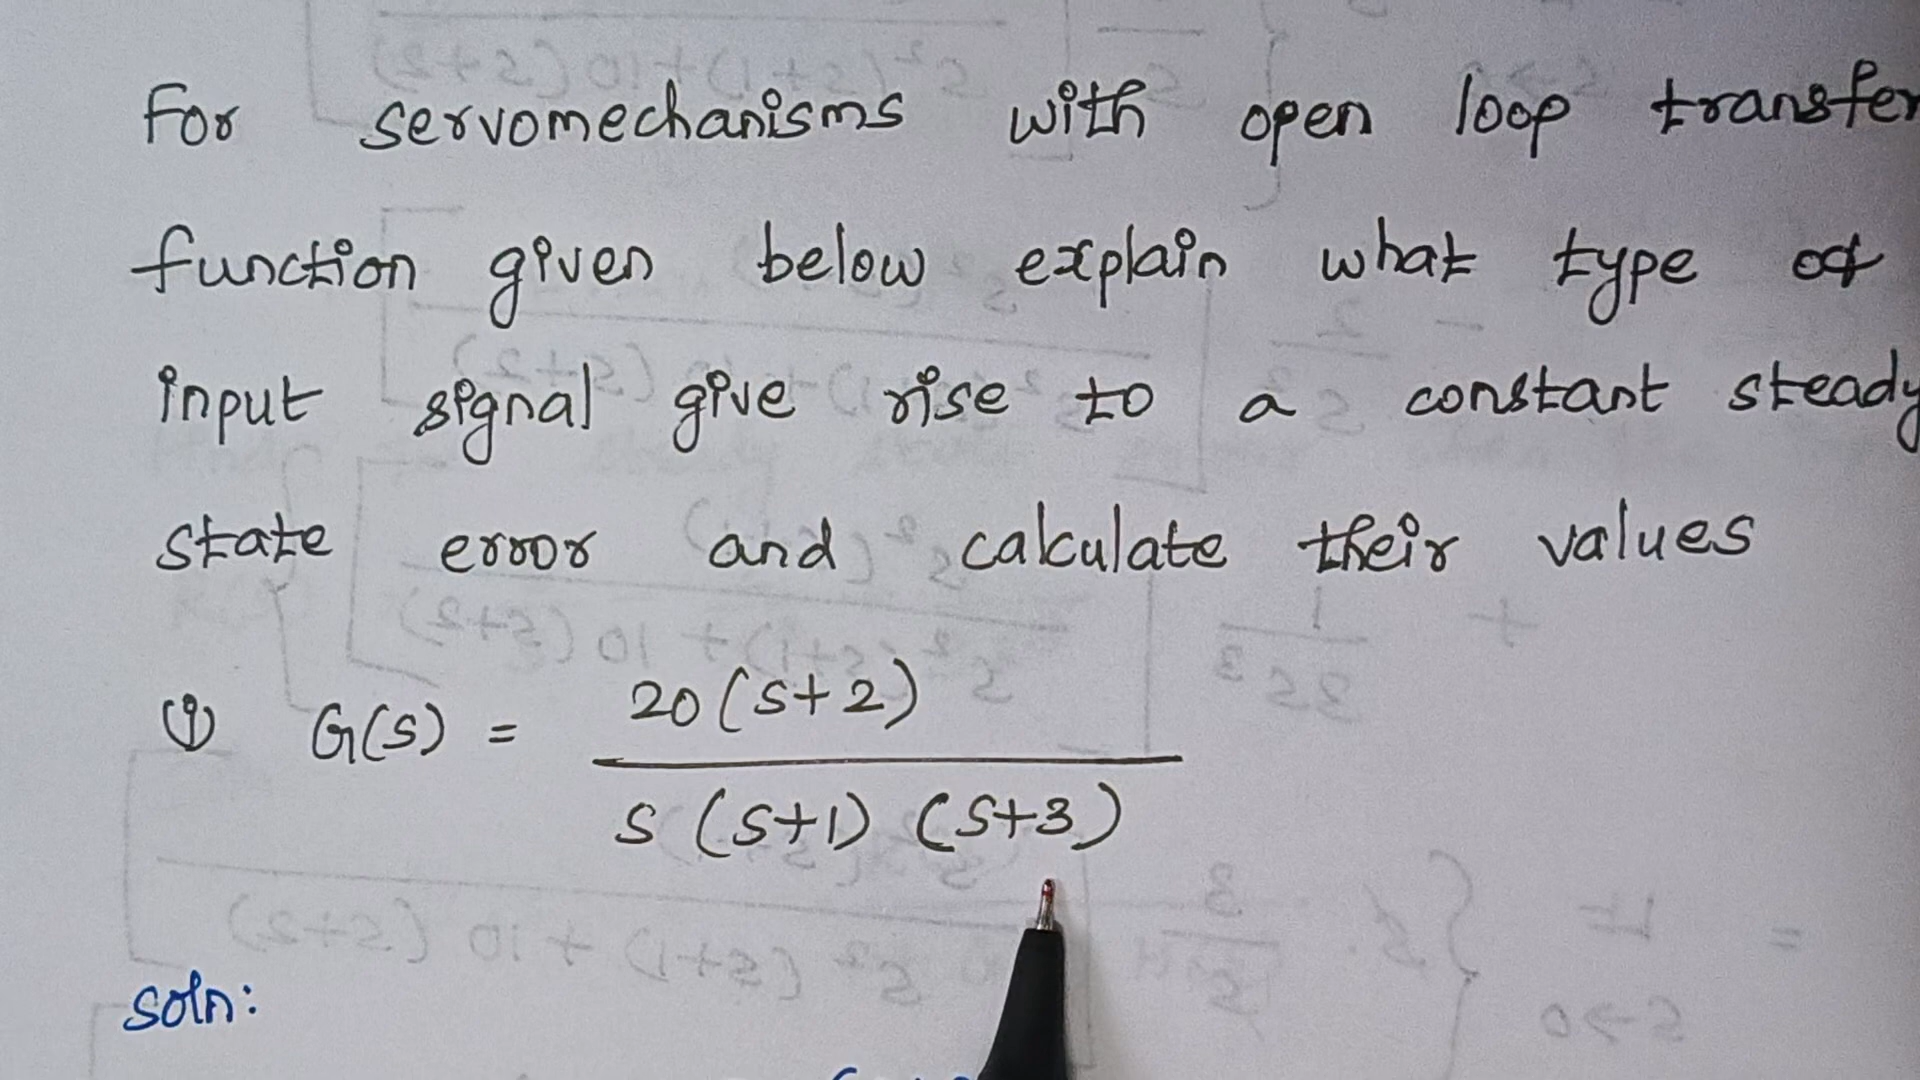 For servomechanisms with open loop transfer
function given below explain what type of
input signal give rise to a constant steady
state error and calculate their values
(i) G(s) = 20(s+2) / s(s+1)(s+3)
soln: